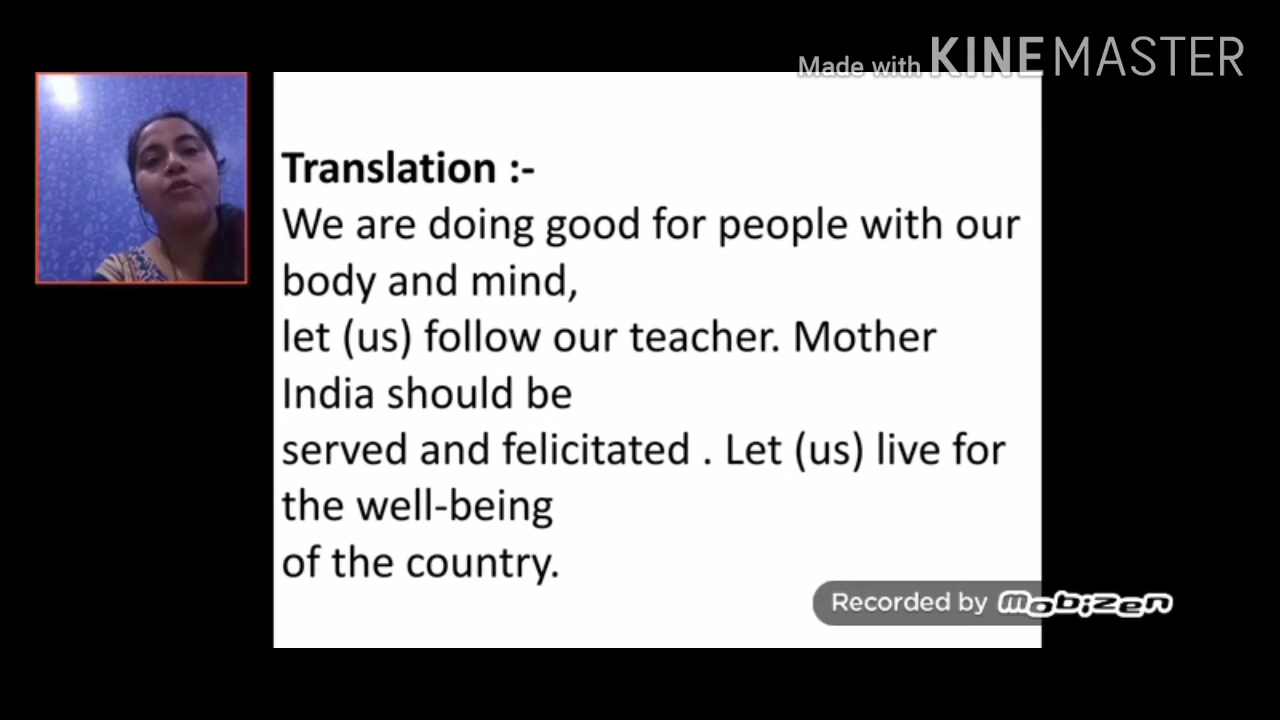 Made with KINEMASTER
Translation :-
We are doing good for people with our
body and mind,
let (us) follow our teacher. Mother
India should be
served and felicitated . Let (us) live for
the well-being
of the country.
Recorded by mobizen